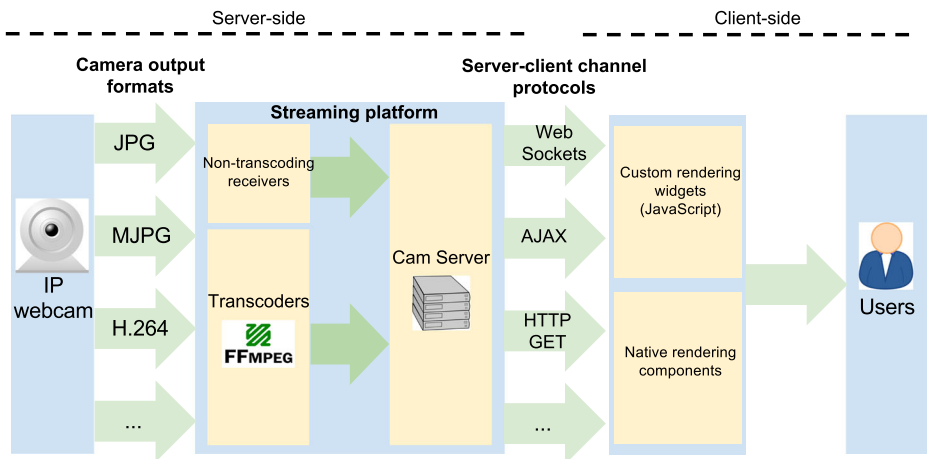 Server-side
Client-side
Camera output
formats
Server-client channel
protocols
Streaming platform
JPG
MJPG
H.264
...
IP
webcam
Non-transcoding
receivers
Transcoders
FFMPEG
Cam Server
Web
Sockets
AJAX
HTTP
GET
...
Custom rendering
widgets
(JavaScript)
Native rendering
components
Users